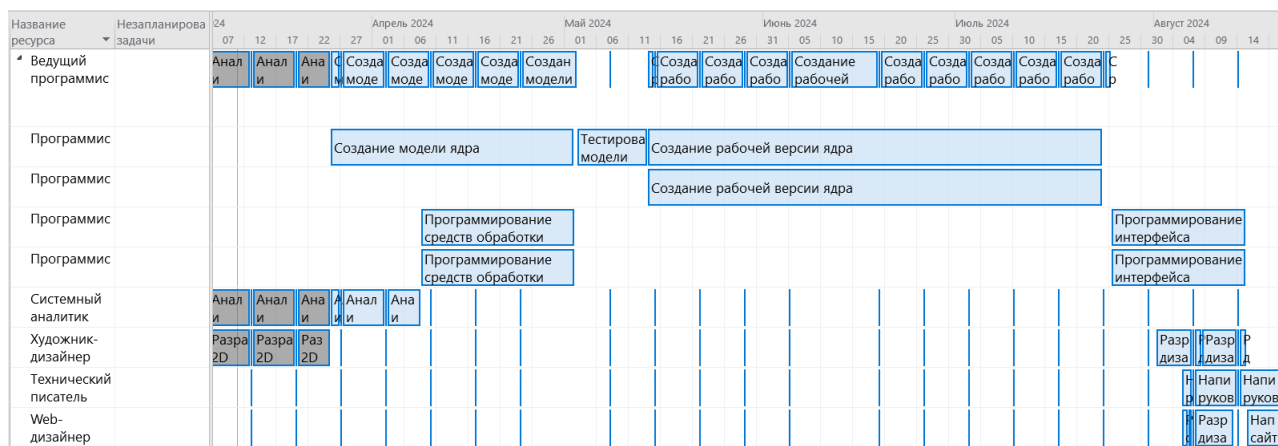 Название Незапланирова 24 Апрель 2024 Май 2024 Июнь 2024 Июль 2024 Август 2024
ресурса задачи 07 12 17 22 27 01 06 11 16 21 26 01 06 11 16 21 26 31 05 10 15 20 25 30 05 10 15 20 25 30 04 09 14
Ведущий Анал Анал Ана С Созда Созда Созда Созда Создан С Созда Созда Созда Создание Созда Созда Созда Созда Созда С
программис и и и м моде моде моде моде модели р рабо рабо рабо рабочей рабо рабо рабо рабо рабо р
Программис Создание модели ядра Тестирова Создание рабочей версии ядра
модели
Программис Создание рабочей версии ядра
Программис Программирование Программирование
средств обработки интерфейса
Программис Программирование Программирование
средств обработки интерфейса
Системный Анал Анал Ана А Анал Ана
аналитик и и и и и и
Художник- Разра Разра Раз Разр Р Разр Р
дизайнер 2D 2D 2D диза д диза д
Технический Н Напи Напи
писатель р руков руков
Web- Р Разр Нап
дизайнер д диза сайт